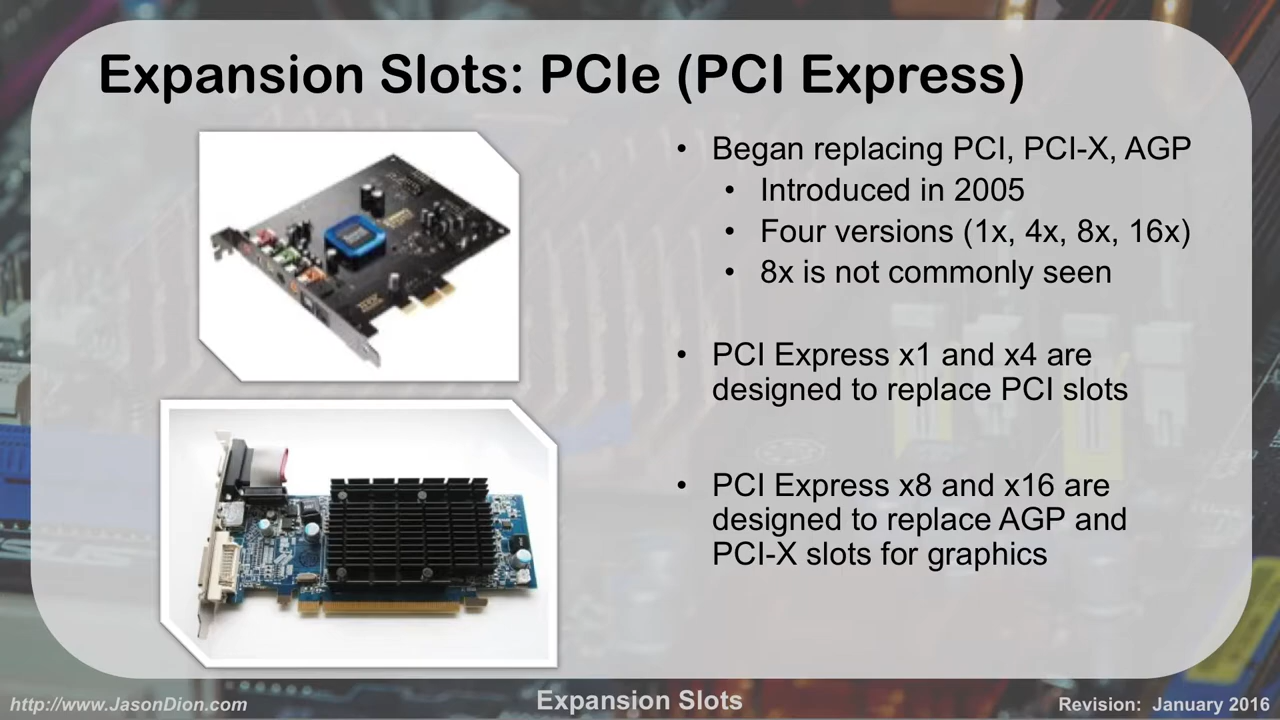 Expansion Slots: PCIe (PCI Express)
• Began replacing PCI, PCI-X, AGP
• Introduced in 2005
• Four versions (1x, 4x, 8x, 16x)
• 8x is not commonly seen
• PCI Express x1 and x4 are
designed to replace PCI slots
• PCI Express x8 and x16 are
designed to replace AGP and
PCI-X slots for graphics
http://www.JasonDion.com
Expansion Slots
Revision: January 2016